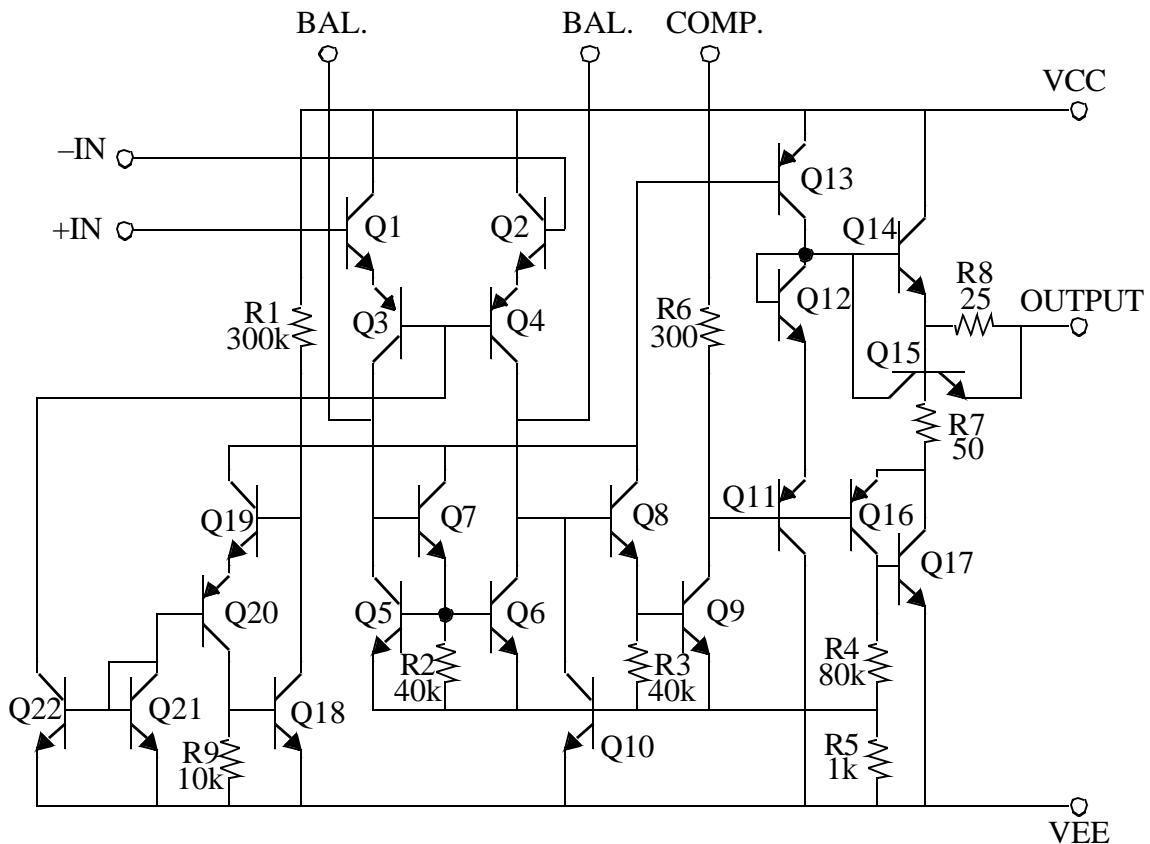 BAL.
BAL.
COMP.
VCC
–IN
Q13
+IN
Q1
Q2
Q14
R8
25
OUTPUT
R1
300k
Q3
Q4
R6
300
Q12
Q15
R7
50
Q19
Q7
Q8
Q11
Q16
Q17
Q20
Q5
Q6
Q9
R2
40k
R3
40k
R4
80k
Q22
Q21
R9
10k
Q18
Q10
R5
1k
VEE